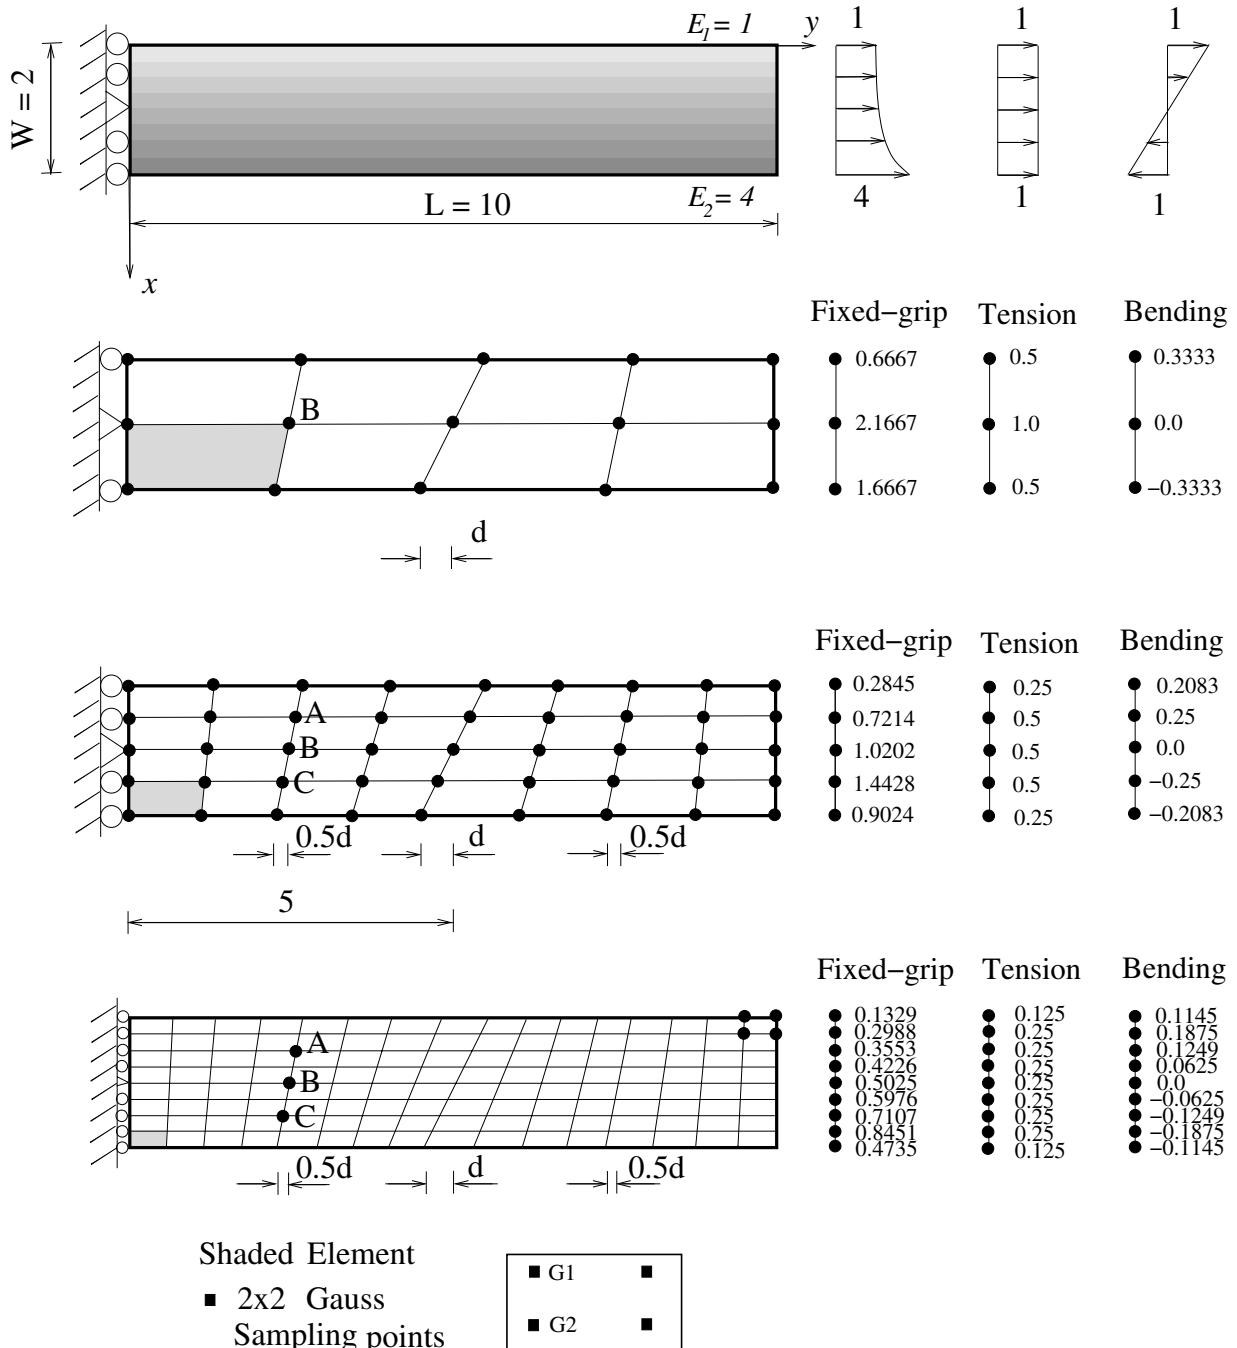 E1 = 1 y 1 1 1
W = 2
E2 = 4 4 1 1
L = 10
x
Fixed−grip Tension Bending
0.6667 0.5 0.3333
B
2.1667 1.0 0.0
1.6667 0.5 −0.3333
d
Fixed−grip Tension Bending
0.2845 0.25 0.2083
A 0.7214 0.5 0.25
B 1.0202 0.5 0.0
C 1.4428 0.5 −0.25
0.9024 0.25 −0.2083
0.5d d 0.5d
5
Fixed−grip Tension Bending
0.1329 0.125 0.1145
0.2988 0.25 0.1875
A 0.3553 0.25 0.1249
0.4226 0.25 0.0625
B 0.5025 0.25 0.0
0.5976 0.25 −0.0625
C 0.7107 0.25 −0.1249
0.8451 0.25 −0.1875
0.4735 0.125 −0.1145
0.5d d 0.5d
Shaded Element
G1
2x2 Gauss
G2
Sampling points